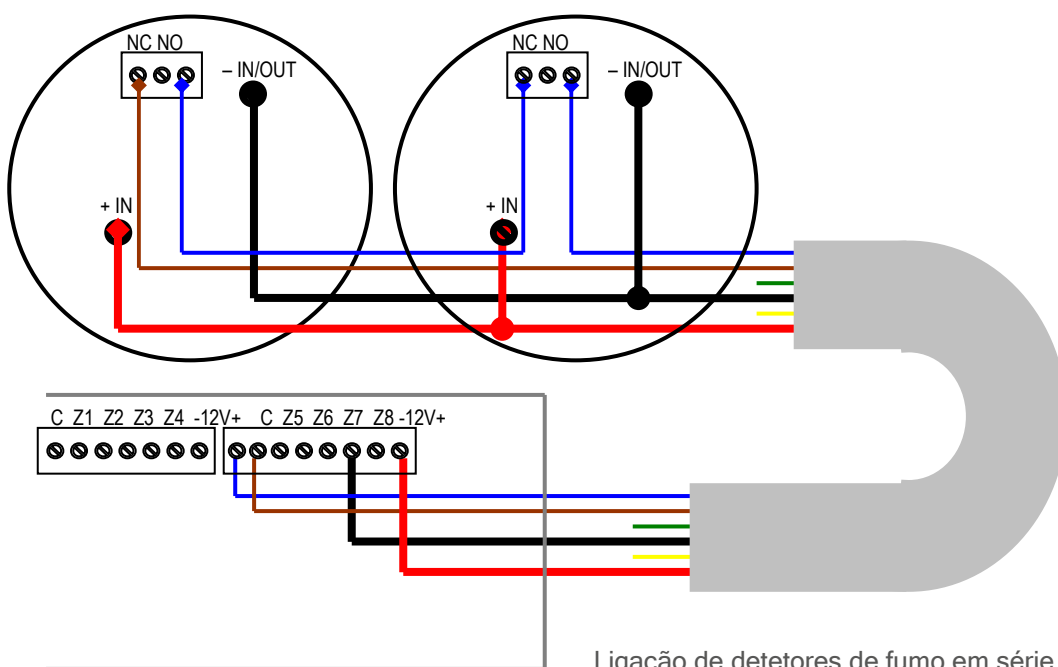 NC NO
– IN/OUT
+ IN
NC NO
– IN/OUT
+ IN
C Z1 Z2 Z3 Z4 -12V+
C Z5 Z6 Z7 Z8 -12V+
Ligação de detetores de fumo em série